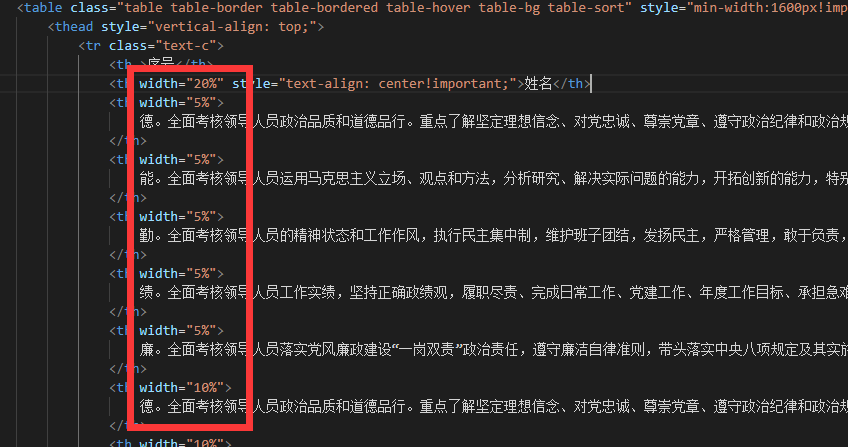 <table class="table table-border table-bordered table-hover table-bg table-sort" style="min-width:1600px!imp
<thead style="vertical-align: top;">
<tr class="text-c">
<th >序号</th>
<th width="20%" style="text-align: center!important;">姓名</th>
<th width="5%">
德。全面考核领导人员政治品质和道德品行。重点了解坚定理想信念、对党忠诚、尊崇党章、遵守政治纪律和政治规
</th>
<th width="5%">
能。全面考核领导人员运用马克思主义立场、观点和方法，分析研究、解决实际问题的能力，开拓创新的能力，特别
</th>
<th width="5%">
勤。全面考核领导人员的精神状态和工作作风，执行民主集中制，维护班子团结，发扬民主，严格管理，敢于负责，
</th>
<th width="5%">
绩。全面考核领导人员工作实绩，坚持正确政绩观，履职尽责、完成日常工作、党建工作、年度工作目标、承担急难
</th>
<th width="5%">
廉。全面考核领导人员落实党风廉政建设“一岗双责”政治责任，遵守廉洁自律准则，带头落实中央八项规定及其实施
</th>
<th width="10%">
德。全面考核领导人员政治品质和道德品行。重点了解坚定理想信念、对党忠诚、尊崇党章、遵守政治纪律和政治规
</th>
<th width="10%">